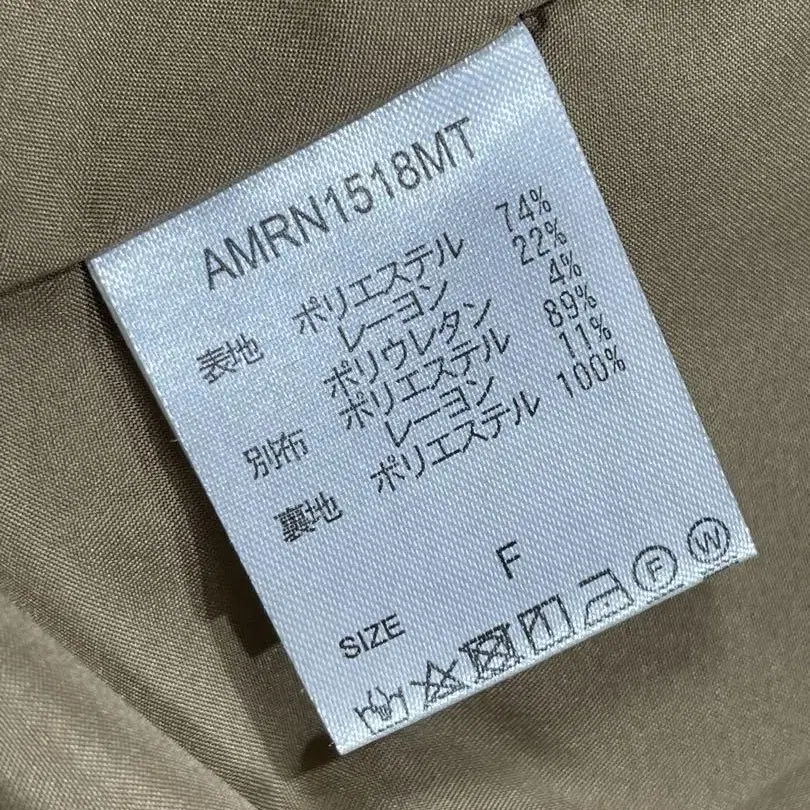 AMRN1518MT
表地 ポリエステル 74%
レーヨン 22%
ポリウレタン 4%
別布 ポリエステル 89%
レーヨン 11%
裏地 ポリエステル 100%
SIZE F
F W